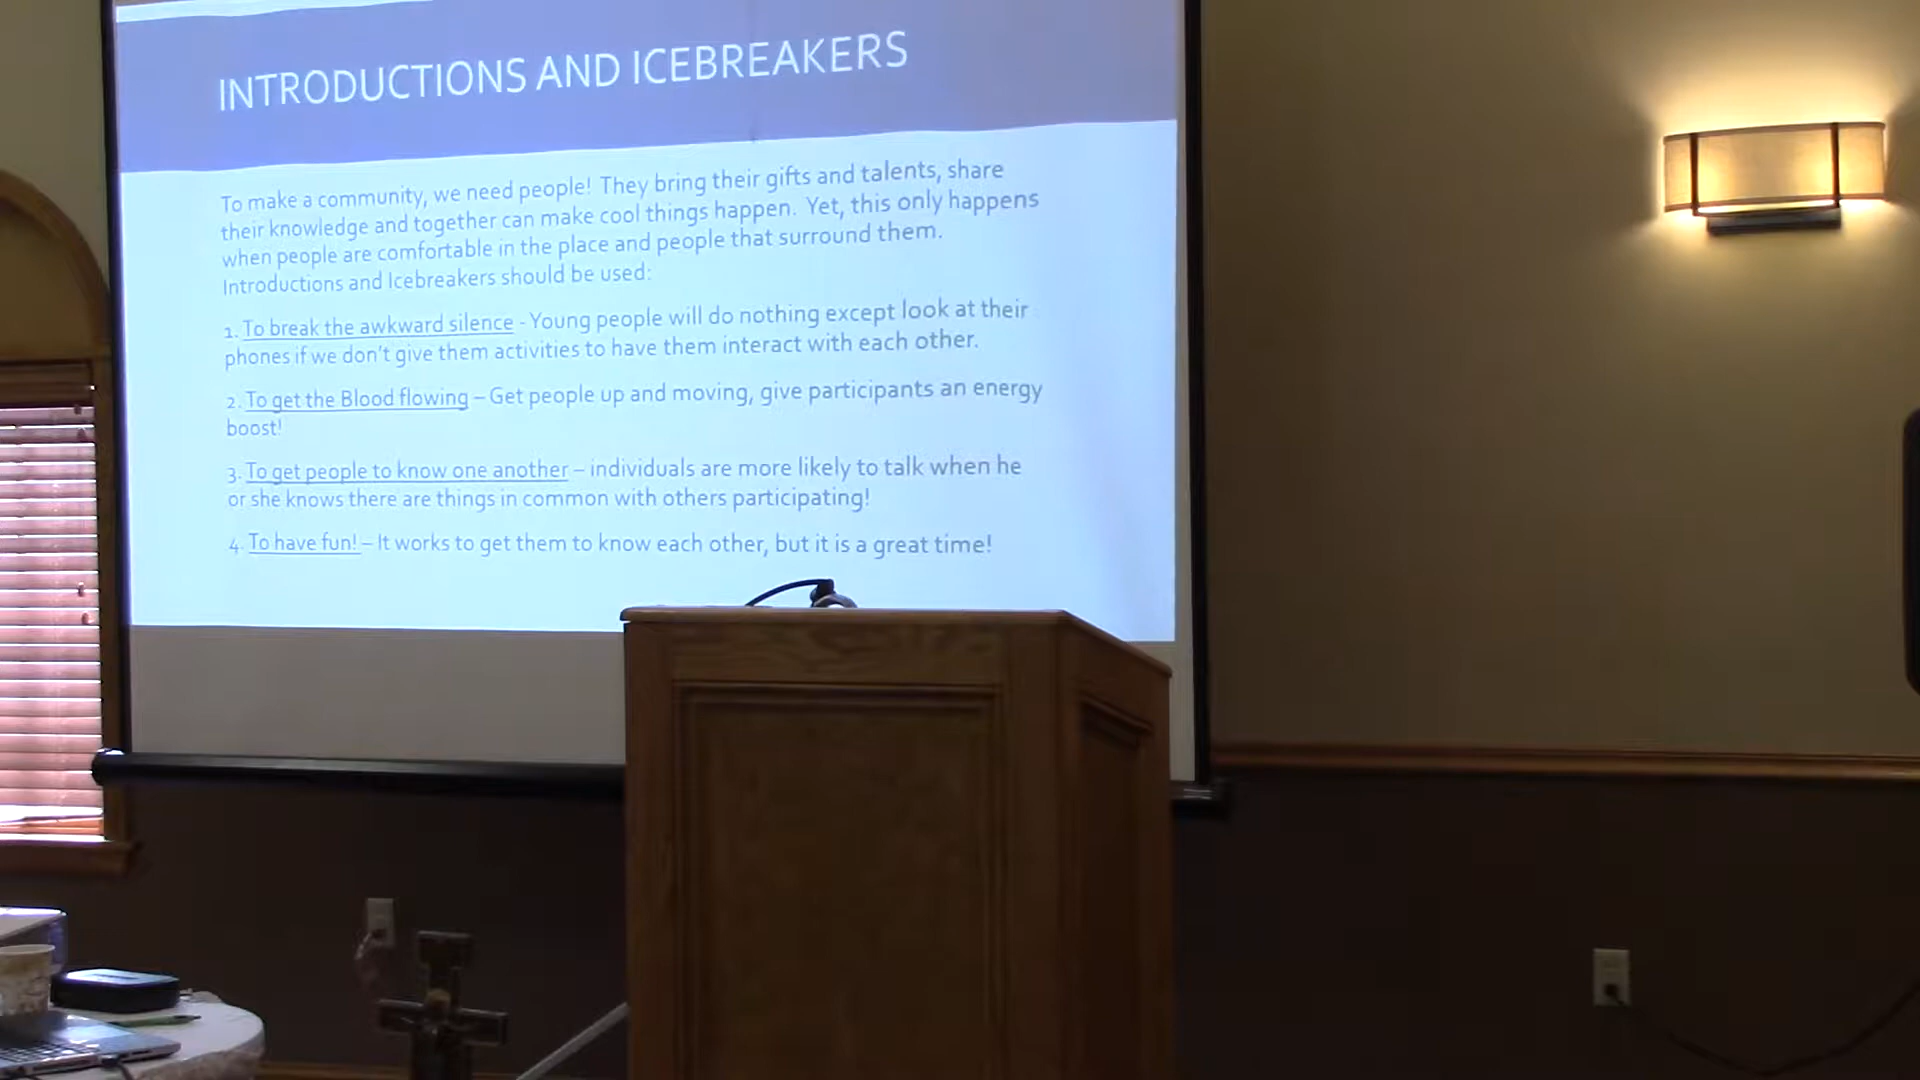 INTRODUCTIONS AND ICEBREAKERS
To make a community, we need people! They bring their gifts and talents, share
their knowledge and together can make cool things happen. Yet, this only happens
when people are comfortable in the place and people that surround them.
Introductions and Icebreakers should be used:
1. To break the awkward silence - Young people will do nothing except look at their
phones if we don't give them activities to have them interact with each other.
2. To get the Blood flowing – Get people up and moving, give participants an energy
boost!
3. To get people to know one another – individuals are more likely to talk when he
or she knows there are things in common with others participating!
4. To have fun! – It works to get them to know each other, but it is a great time!